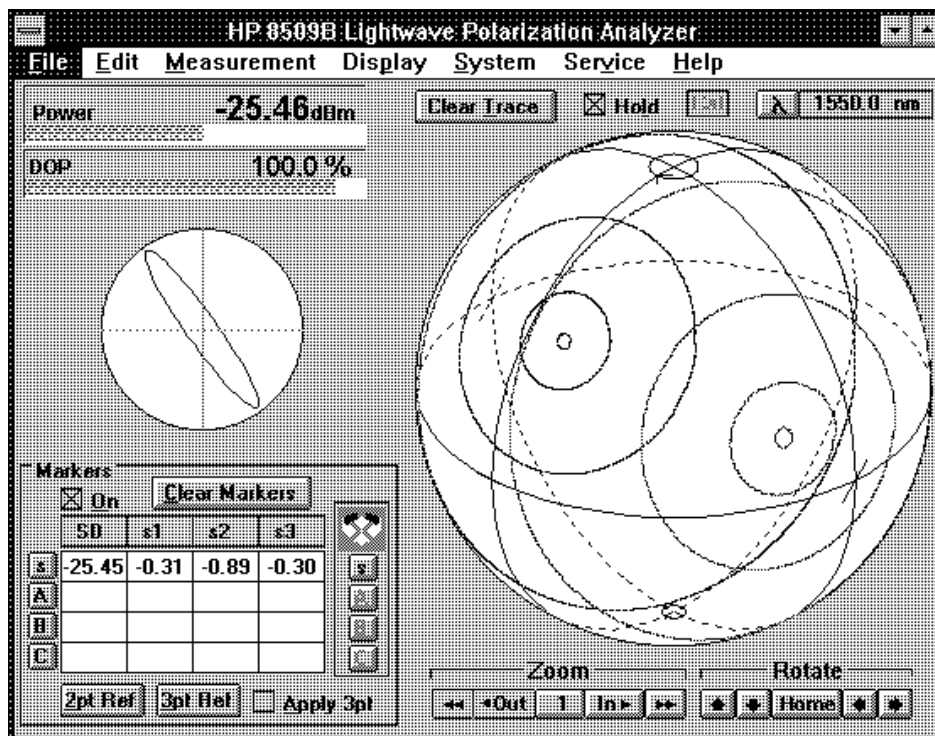 HP 8509B Lightwave Polarization Analyzer
File Edit Measurement Display System Service Help
Power -25.46dBm
DOP 100.0 %
Clear Trace Hold Cal λ 1550.0 nm
Markers
On Clear Markers
S0 s1 s2 s3
s -25.45 -0.31 -0.89 -0.30 s
A A
B B
C C
2pt Ref 3pt Ref Apply 3pt
Zoom
Out 1 In
Rotate
Home